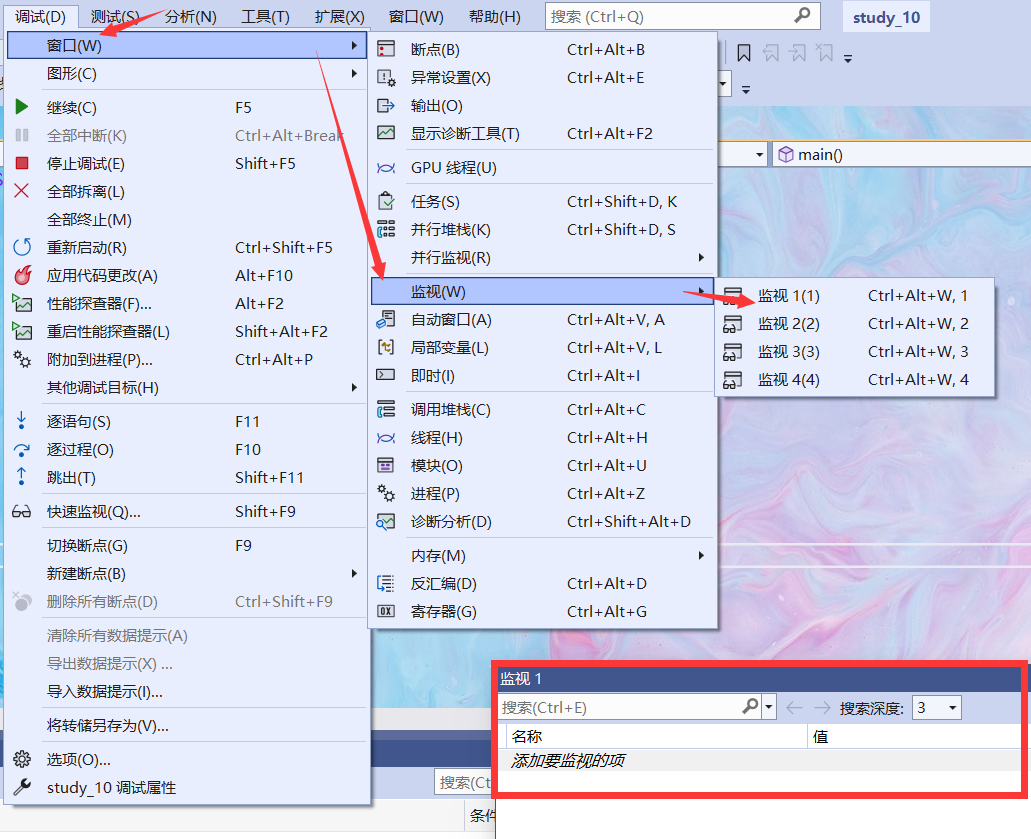 调试(D) 测试(S) 分析(N) 工具(T) 扩展(X) 窗口(W) 帮助(H) 搜索 (Ctrl+Q) study_10
窗口(W)
图形(C)
继续(C) F5
全部中断(K) Ctrl+Alt+Break
停止调试(E) Shift+F5
全部拆离(L)
全部终止(M)
重新启动(R) Ctrl+Shift+F5
应用代码更改(A) Alt+F10
性能探查器(F)... Alt+F2
重启性能探查器(L) Shift+Alt+F2
附加到进程(P)... Ctrl+Alt+P
其他调试目标(H)
逐语句(S) F11
逐过程(O) F10
跳出(T) Shift+F11
快速监视(Q)... Shift+F9
切换断点(G) F9
新建断点(B)
删除所有断点(D) Ctrl+Shift+F9
清除所有数据提示(A)
导出数据提示(X) ...
导入数据提示(I)...
将转储另存为(V)...
选项(O)...
study_10 调试属性
断点(B) Ctrl+Alt+B
异常设置(X) Ctrl+Alt+E
输出(O)
显示诊断工具(T) Ctrl+Alt+F2
GPU 线程(U)
任务(S) Ctrl+Shift+D, K
并行堆栈(K) Ctrl+Shift+D, S
并行监视(R)
监视(W)
自动窗口(A) Ctrl+Alt+V, A
局部变量(L) Ctrl+Alt+V, L
即时(I) Ctrl+Alt+I
调用堆栈(C) Ctrl+Alt+C
线程(H) Ctrl+Alt+H
模块(O) Ctrl+Alt+U
进程(P) Ctrl+Alt+Z
诊断分析(D) Ctrl+Shift+Alt+D
内存(M)
反汇编(D) Ctrl+Alt+D
寄存器(G) Ctrl+Alt+G
main()
监视 1(1) Ctrl+Alt+W, 1
监视 2(2) Ctrl+Alt+W, 2
监视 3(3) Ctrl+Alt+W, 3
监视 4(4) Ctrl+Alt+W, 4
监视 1
搜索(Ctrl+E) 搜索深度: 3
名称 值
添加要监视的项
搜索(Ct
条件